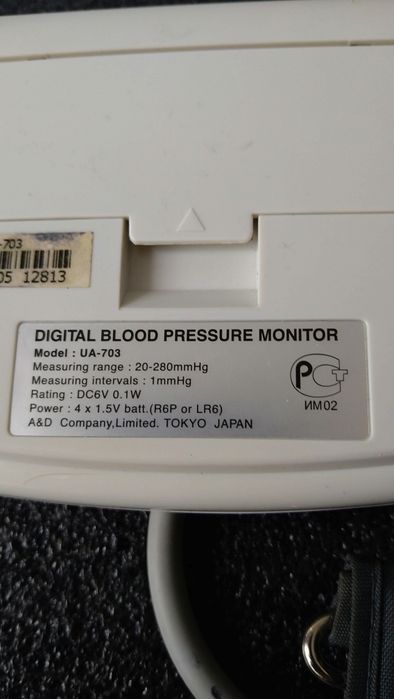 -703
05 12813
DIGITAL BLOOD PRESSURE MONITOR
Model : UA-703
Measuring range : 20-280mmHg
Measuring intervals : 1mmHg
Rating : DC6V 0.1W
Power : 4 x 1.5V batt.(R6P or LR6)
A&D Company,Limited. TOKYO JAPAN
РСТ
ИМ02